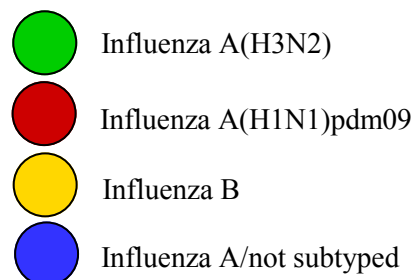 Influenza A(H3N2)
Influenza A(H1N1)pdm09
Influenza B
Influenza A/not subtyped